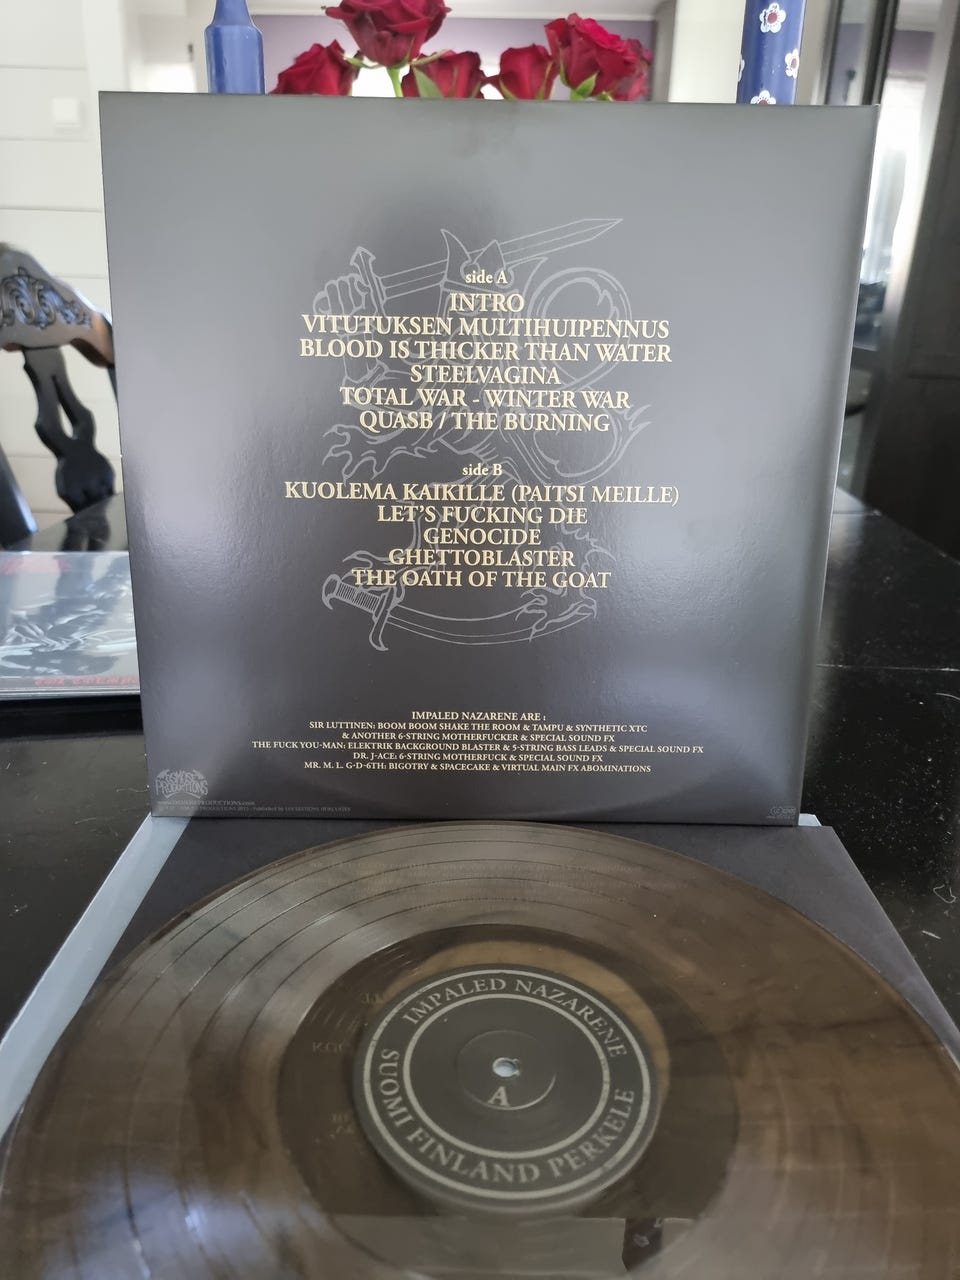 side A
INTRO
VITUTUKSEN MULTIHUIPENNUS
BLOOD IS THICKER THAN WATER
STEELVAGINA
TOTAL WAR - WINTER WAR
QUASB / THE BURNING
side B
KUOLEMA KAIKILLE (PAITSI MEILLE)
LET'S FUCKING DIE
GENOCIDE
GHETTOBLASTER
THE OATH OF THE GOAT
IMPALED NAZARENE ARE :
SIR LUTTINEN: BOOM BOOM SHAKE THE ROOM & TAMPU & SYNTHETIC XTC
& ANOTHER 6-STRING MOTHERFUCKER & SPECIAL SOUND FX
THE FUCK YOU-MAN: ELEKTRIK BACKGROUND BLASTER & 5-STRING BASS LEADS & SPECIAL SOUND FX
DR. J-ACE: 6-STRING MOTHERFUCK & SPECIAL SOUND FX
MR. M. L. G-D-6TH: BIGOTRY & SPACECAKE & VIRTUAL MAIN FX ABOMINATIONS
OSMOSE
PRODUCTIONS
IMPALED NAZARENE
A
SUOMI FINLAND PERKELE